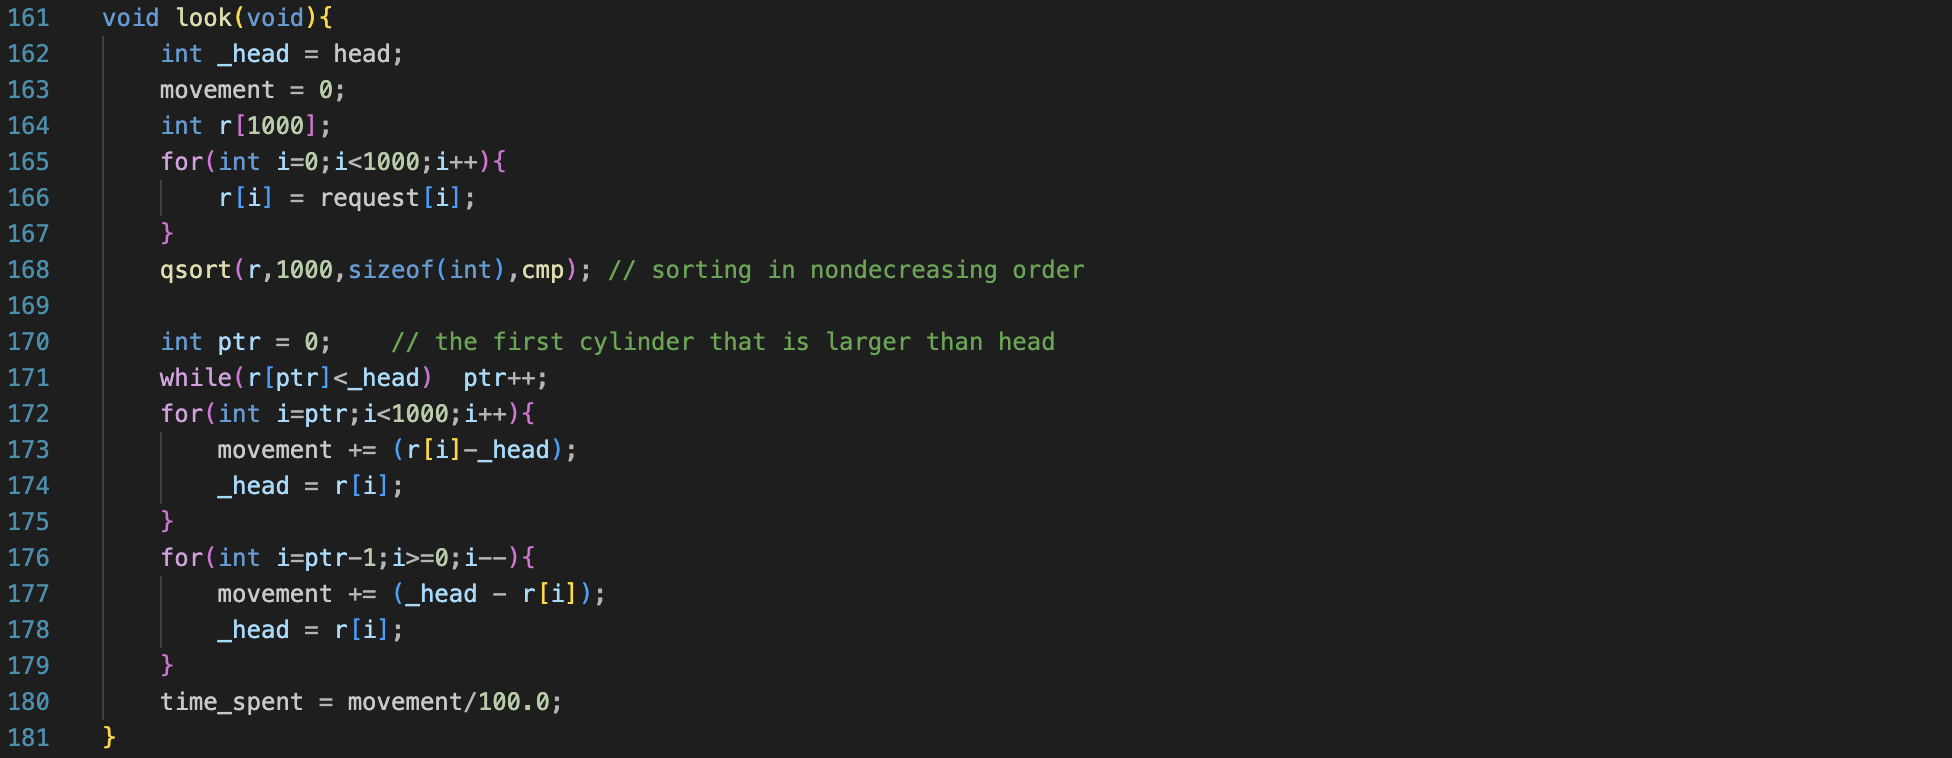 161 void look(void){
162     int _head = head;
163     movement = 0;
164     int r[1000];
165     for(int i=0;i<1000;i++){
166         r[i] = request[i];
167     }
168     qsort(r,1000,sizeof(int),cmp); // sorting in nondecreasing order
169
170     int ptr = 0;    // the first cylinder that is larger than head
171     while(r[ptr]<_head)  ptr++;
172     for(int i=ptr;i<1000;i++){
173         movement += (r[i]-_head);
174         _head = r[i];
175     }
176     for(int i=ptr-1;i>=0;i--){
177         movement += (_head - r[i]);
178         _head = r[i];
179     }
180     time_spent = movement/100.0;
181 }